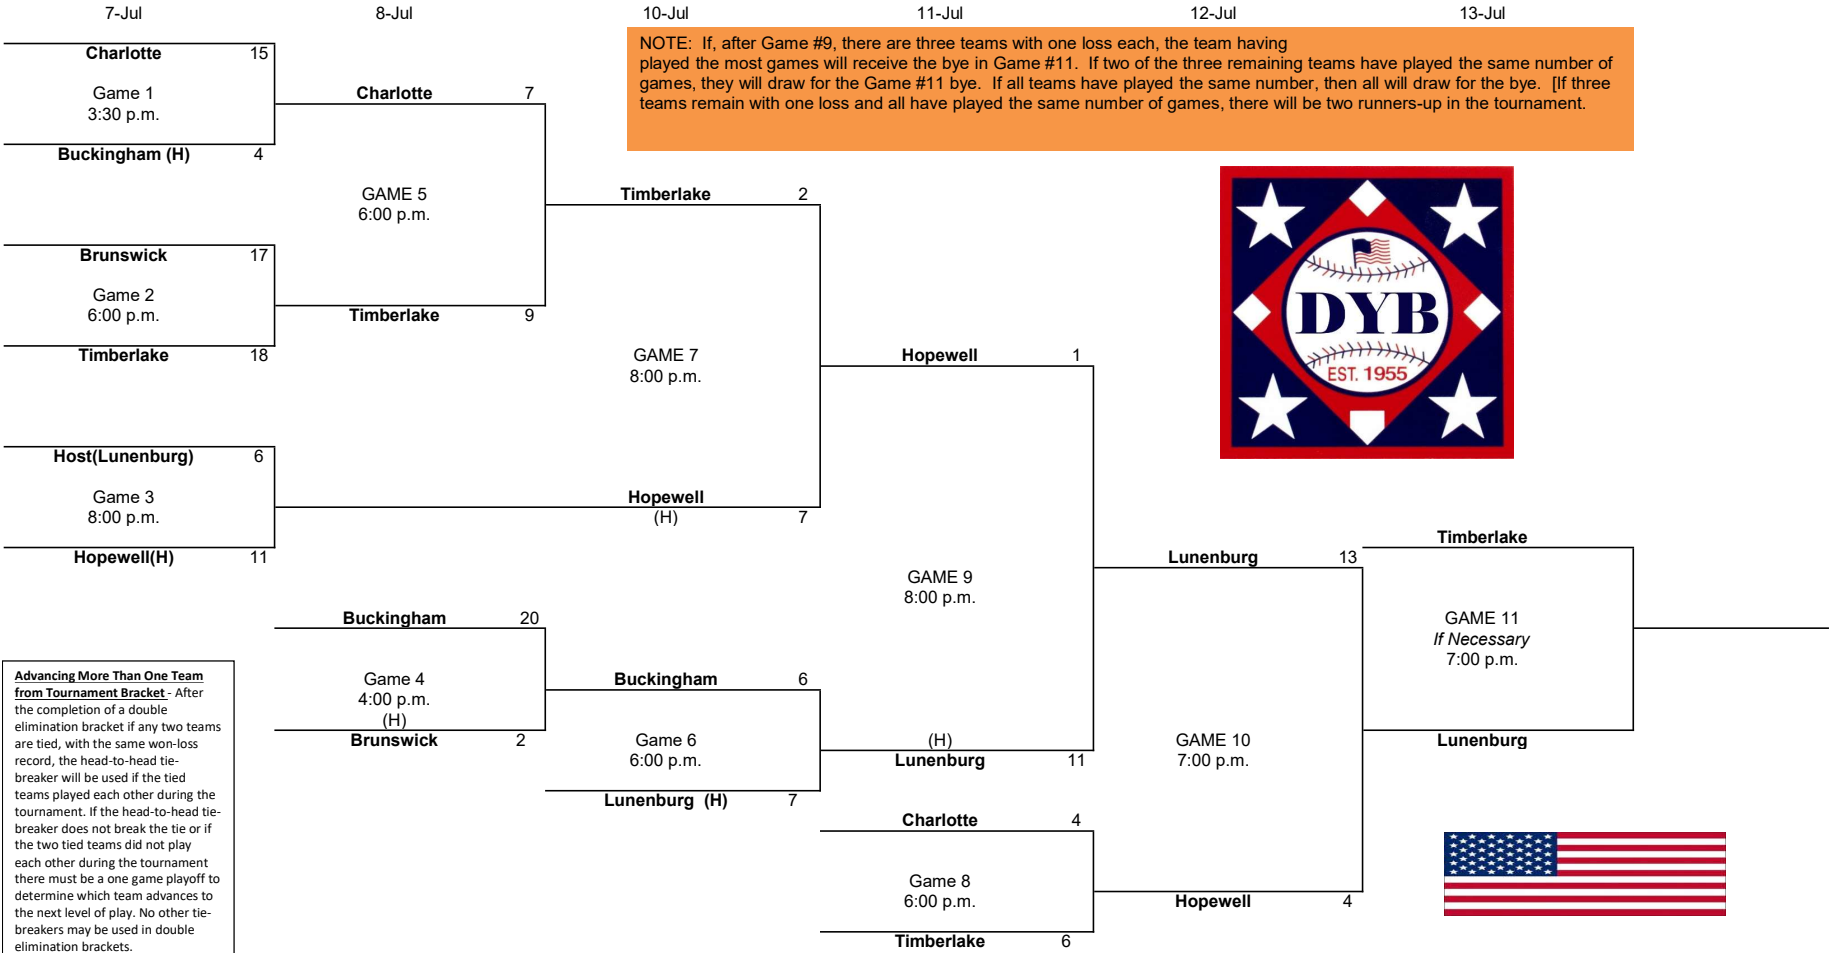 7-Jul 8-Jul 10-Jul 11-Jul 12-Jul 13-Jul
NOTE: If, after Game #9, there are three teams with one loss each, the team having
played the most games will receive the bye in Game #11. If two of the three remaining teams have played the same number of
games, they will draw for the Game #11 bye. If all teams have played the same number, then all will draw for the bye. [If three
teams remain with one loss and all have played the same number of games, there will be two runners-up in the tournament.
Charlotte 15
Game 1
3:30 p.m.
Buckingham (H) 4
Brunswick 17
Game 2
6:00 p.m.
Timberlake 18
Host(Lunenburg) 6
Game 3
8:00 p.m.
Hopewell(H) 11
Charlotte 7
GAME 5
6:00 p.m.
Timberlake 9
Buckingham 20
Game 4
4:00 p.m.
(H)
Brunswick 2
Timberlake 2
GAME 7
8:00 p.m.
Hopewell
(H) 7
Buckingham 6
Game 6
6:00 p.m.
Lunenburg (H) 7
Hopewell 1
GAME 9
8:00 p.m.
(H)
Lunenburg 11
Charlotte 4
Game 8
6:00 p.m.
Timberlake 6
Lunenburg 13
GAME 10
7:00 p.m.
Hopewell 4
Timberlake
GAME 11
If Necessary
7:00 p.m.
Lunenburg
DYB
EST. 1955
Advancing More Than One Team
from Tournament Bracket - After
the completion of a double
elimination bracket if any two teams
are tied, with the same won-loss
record, the head-to-head tie-
breaker will be used if the tied
teams played each other during the
tournament. If the head-to-head tie-
breaker does not break the tie or if
the two tied teams did not play
each other during the tournament
there must be a one game playoff to
determine which team advances to
the next level of play. No other tie-
breakers may be used in double
elimination brackets.